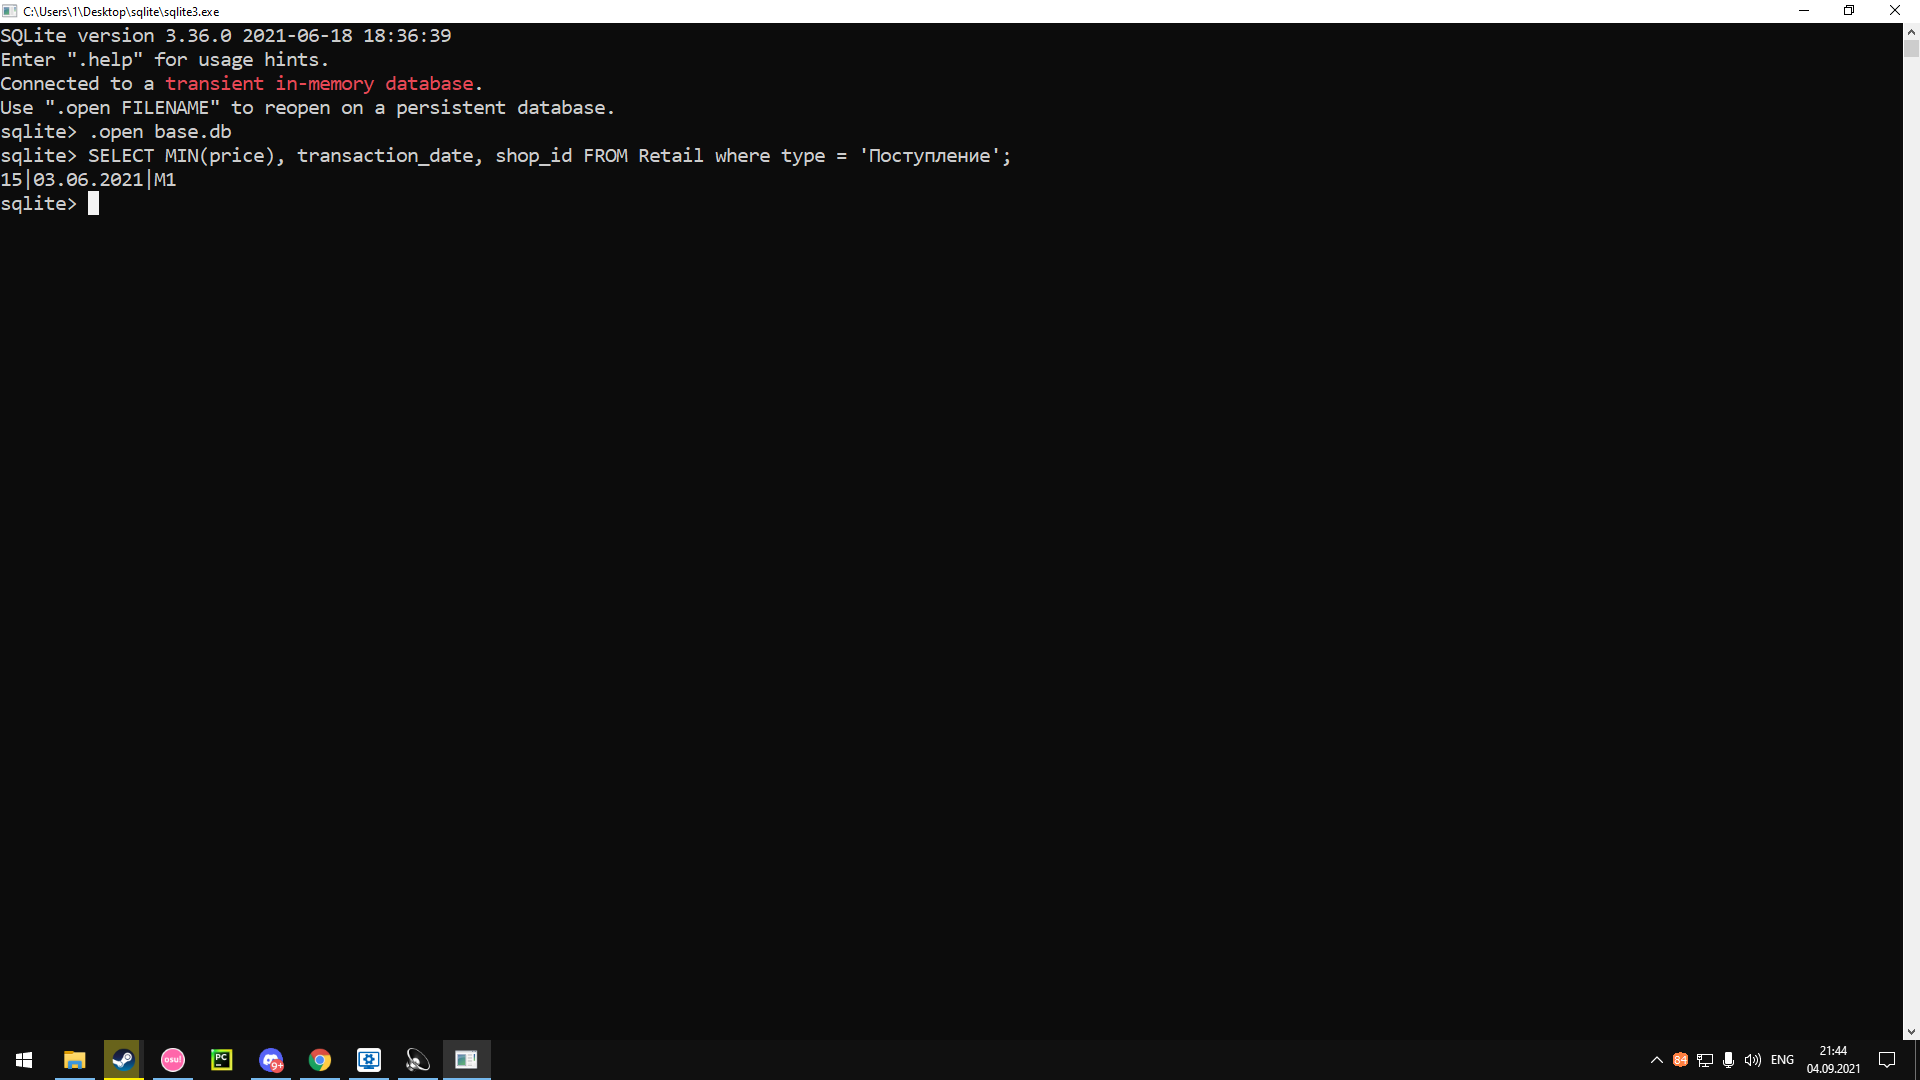 C:\Users\1\Desktop\sqlite\sqlite3.exe
SQLite version 3.36.0 2021-06-18 18:36:39
Enter ".help" for usage hints.
Connected to a transient in-memory database.
Use ".open FILENAME" to reopen on a persistent database.
sqlite> .open base.db
sqlite> SELECT MIN(price), transaction_date, shop_id FROM Retail where type = 'Поступление';
15|03.06.2021|M1
sqlite>
osu!
PC
9+
84
ENG
21:44
04.09.2021